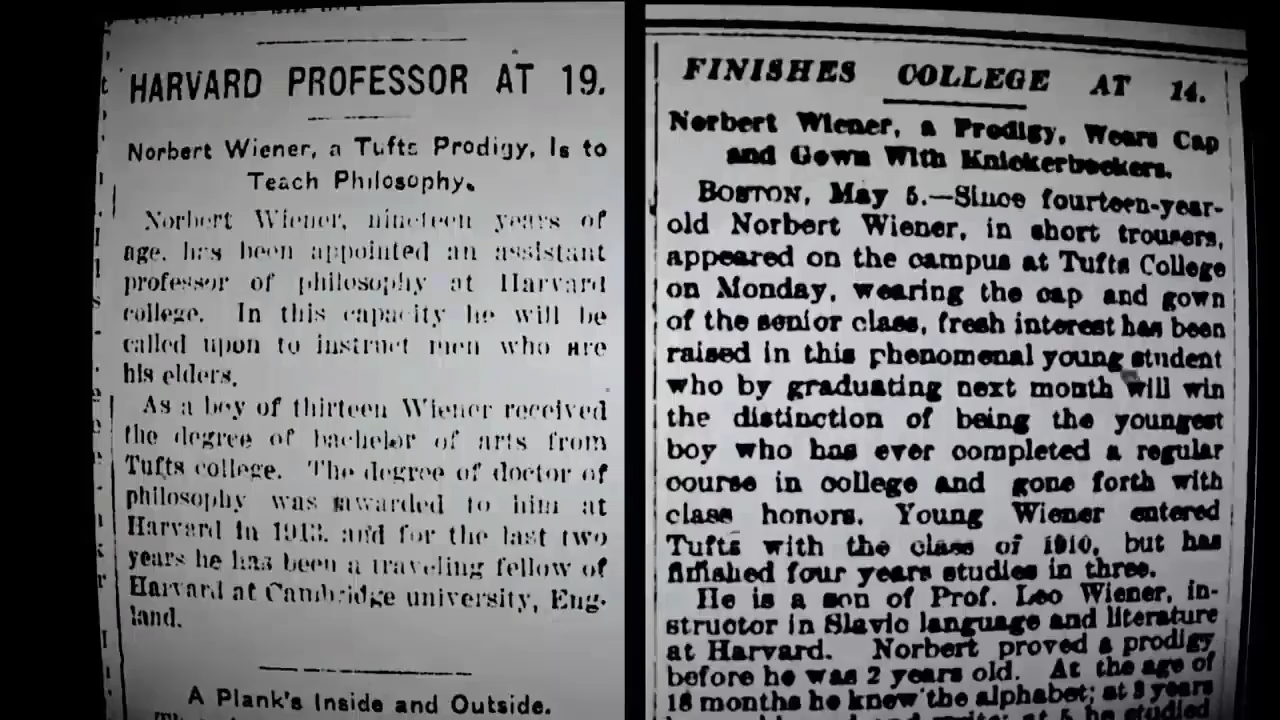 HARVARD PROFESSOR AT 19.
Norbert Wiener, a Tufts Prodigy, Is to
Teach Philosophy.
Norbert Wiener, nineteen years of
age, has been appointed an assistant
professor of philosophy at Harvard
college. In this capacity he will be
called upon to instruct men who are
his elders.
As a boy of thirteen Wiener received
the degree of bachelor of arts from
Tufts college. The degree of doctor of
philosophy was awarded to him at
Harvard in 1913, and for the last two
years he has been a traveling fellow of
Harvard at Cambridge university, Eng-
land.
A Plank's Inside and Outside.
FINISHES COLLEGE AT 14.
Norbert Wiener, a Prodigy, Wears Cap
and Gown With Knickerbockers.
BOSTON, May 5.—Since fourteen-year-
old Norbert Wiener, in short trousers,
appeared on the campus at Tufts College
on Monday, wearing the cap and gown
of the senior class, fresh interest has been
raised in this phenomenal young student
who by graduating next month will win
the distinction of being the youngest
boy who has ever completed a regular
course in college and gone forth with
class honors. Young Wiener entered
Tufts with the class of 1910, but has
finished four years studies in three.
He is a son of Prof. Leo Wiener, in-
structor in Slavic language and literature
at Harvard. Norbert proved a prodigy
before he was 2 years old. At the age of
18 months he knew the alphabet; at 3 years
he studied